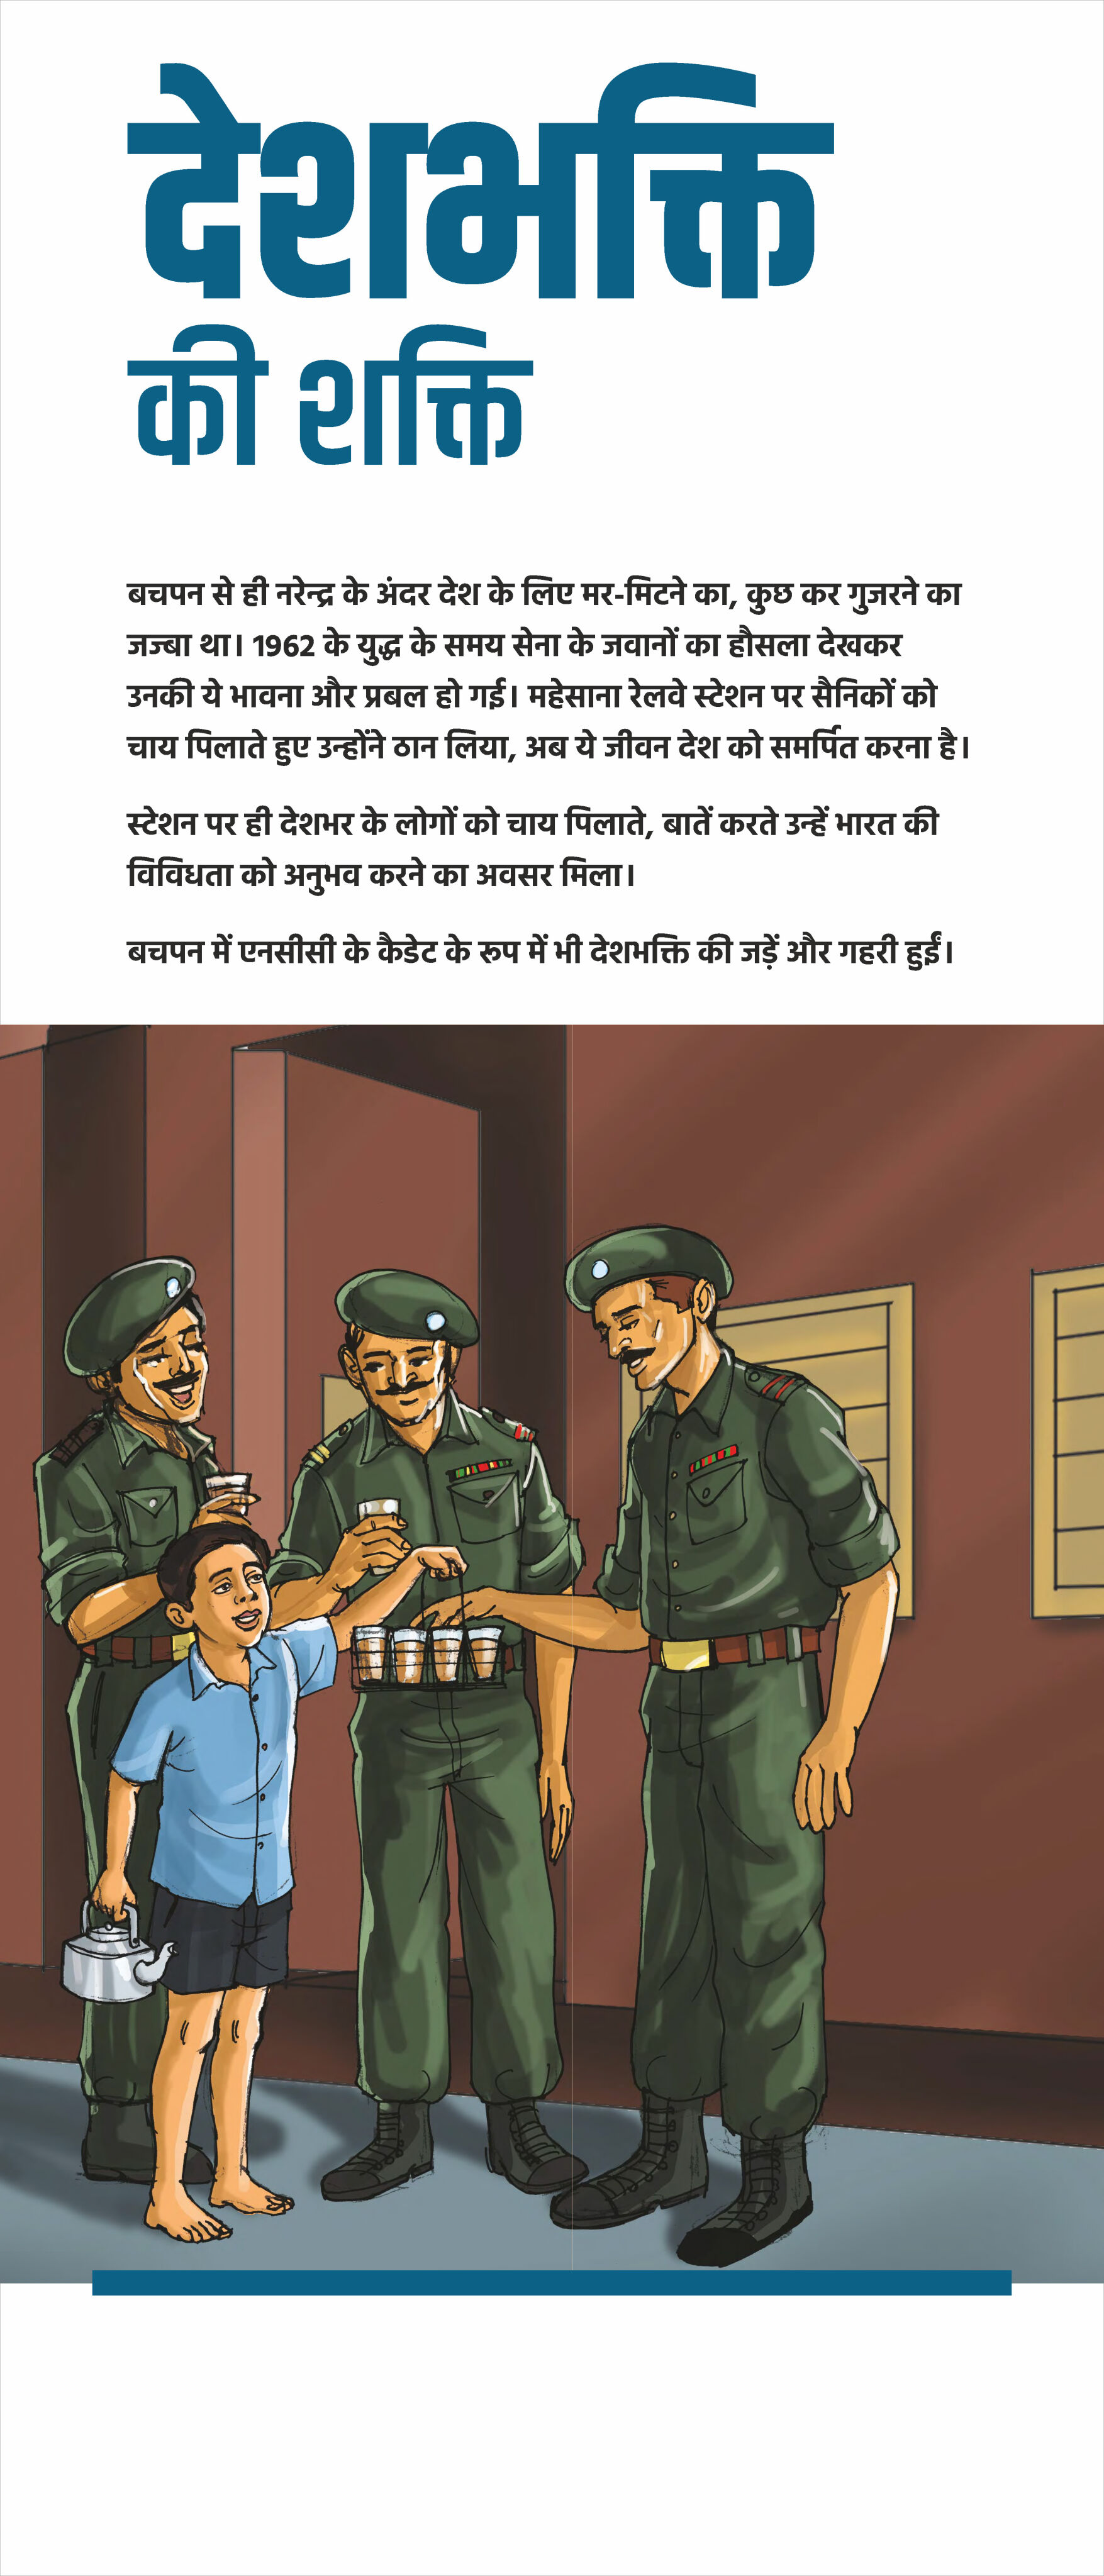 देशभक्ति
की शक्ति
बचपन से ही नरेन्द्र के अंदर देश के लिए मर-मिटने का, कुछ कर गुजरने का
जज्बा था। 1962 के युद्ध के समय सेना के जवानों का हौसला देखकर
उनकी ये भावना और प्रबल हो गई। महेसाना रेलवे स्टेशन पर सैनिकों को
चाय पिलाते हुए उन्होंने ठान लिया, अब ये जीवन देश को समर्पित करना है।
स्टेशन पर ही देशभर के लोगों को चाय पिलाते, बातें करते उन्हें भारत की
विविधता को अनुभव करने का अवसर मिला।
बचपन में एनसीसी के कैडेट के रूप में भी देशभक्ति की जड़ें और गहरी हुईं।